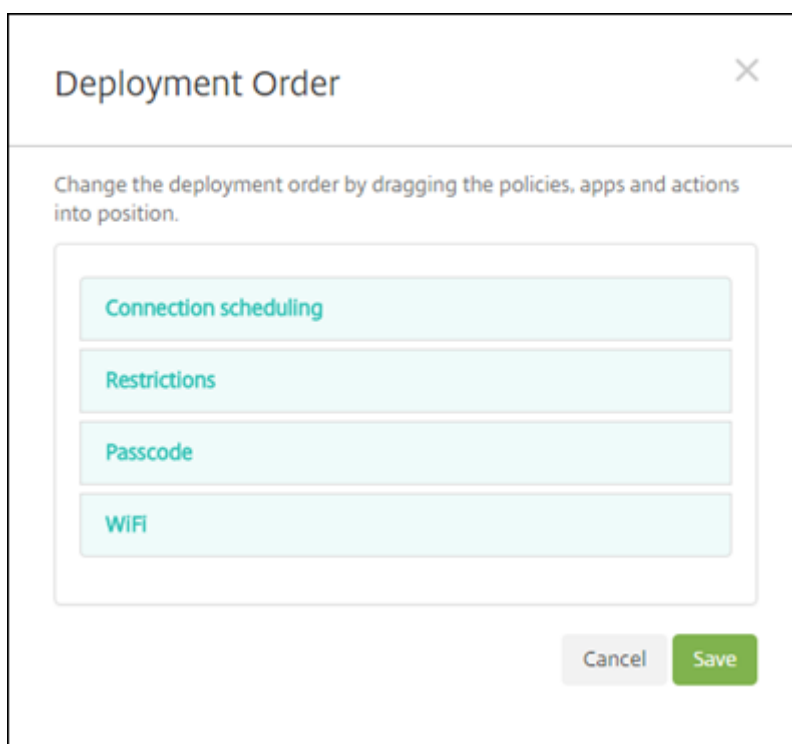 Deployment Order
Change the deployment order by dragging the policies, apps and actions
into position.
Connection scheduling
Restrictions
Passcode
WiFi
Cancel
Save